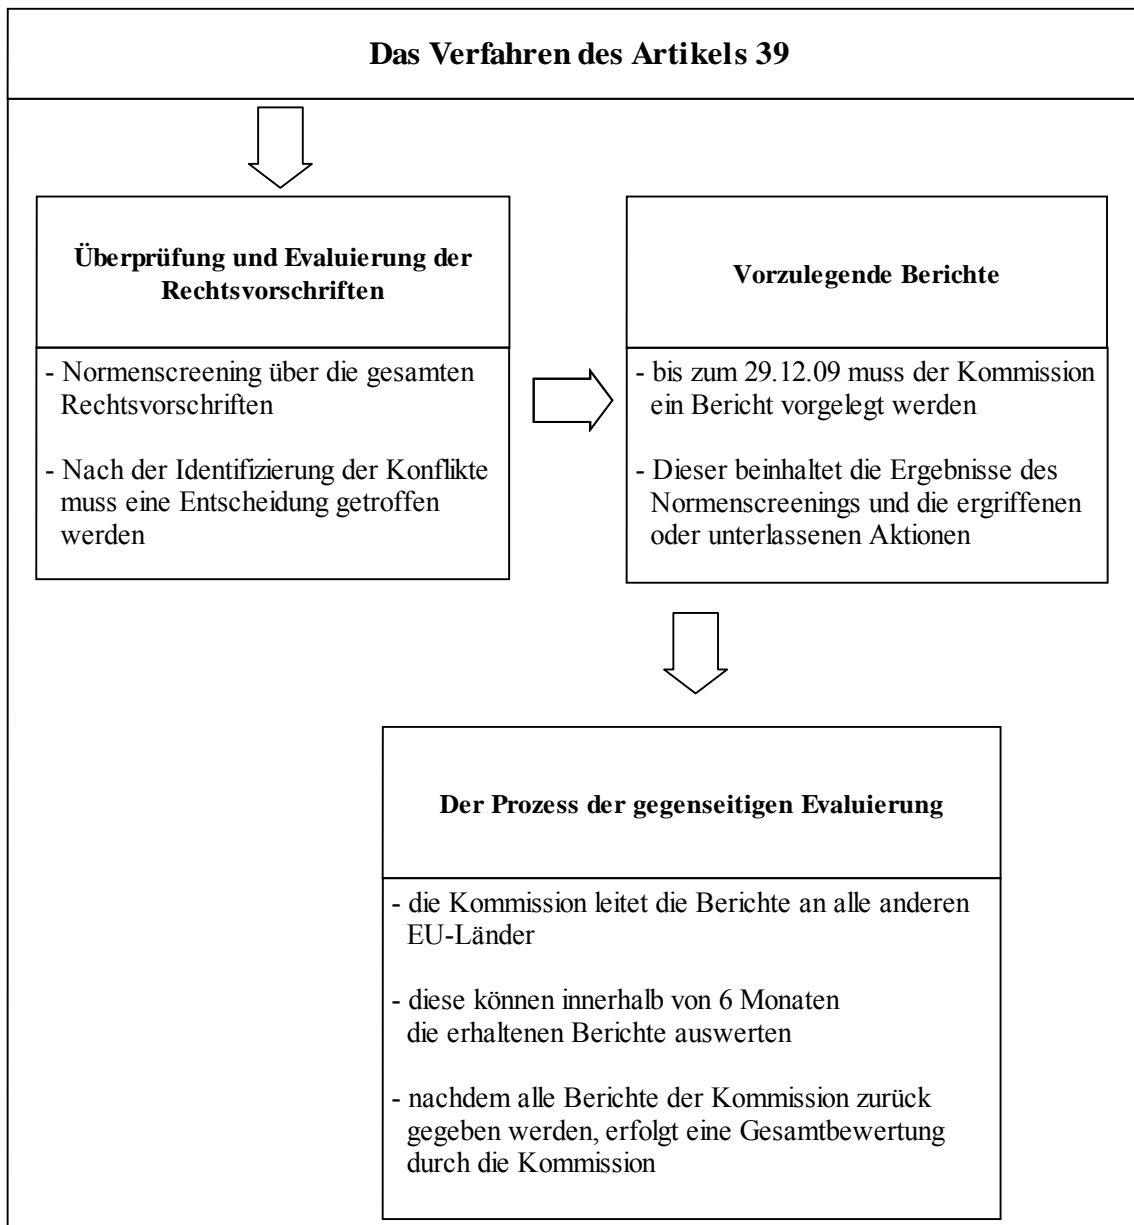 Das Verfahren des Artikels 39
Überprüfung und Evaluierung der
Rechtsvorschriften
- Normenscreening über die gesamten
Rechtsvorschriften
- Nach der Identifizierung der Konflikte
muss eine Entscheidung getroffen
werden
Vorzulegende Berichte
- bis zum 29.12.09 muss der Kommission
ein Bericht vorgelegt werden
- Dieser beinhaltet die Ergebnisse des
Normenscreenings und die ergriffenen
oder unterlassenen Aktionen
Der Prozess der gegenseitigen Evaluierung
- die Kommission leitet die Berichte an alle anderen
EU-Länder
- diese können innerhalb von 6 Monaten
die erhaltenen Berichte auswerten
- nachdem alle Berichte der Kommission zurück
gegeben werden, erfolgt eine Gesamtbewertung
durch die Kommission